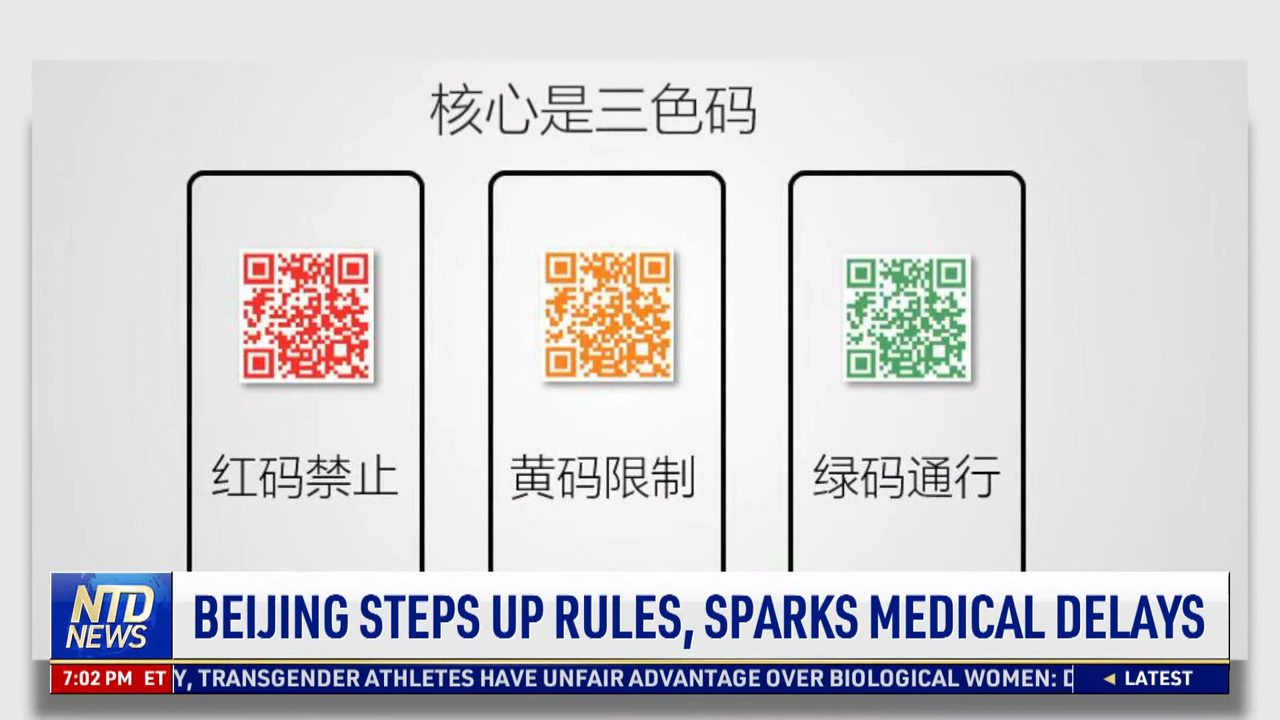 核心是三色码
红码禁止
黄码限制
绿码通行
NTD
NEWS
BEIJING STEPS UP RULES, SPARKS MEDICAL DELAYS
7:02 PM ET
Y, TRANSGENDER ATHLETES HAVE UNFAIR ADVANTAGE OVER BIOLOGICAL WOMEN:
LATEST